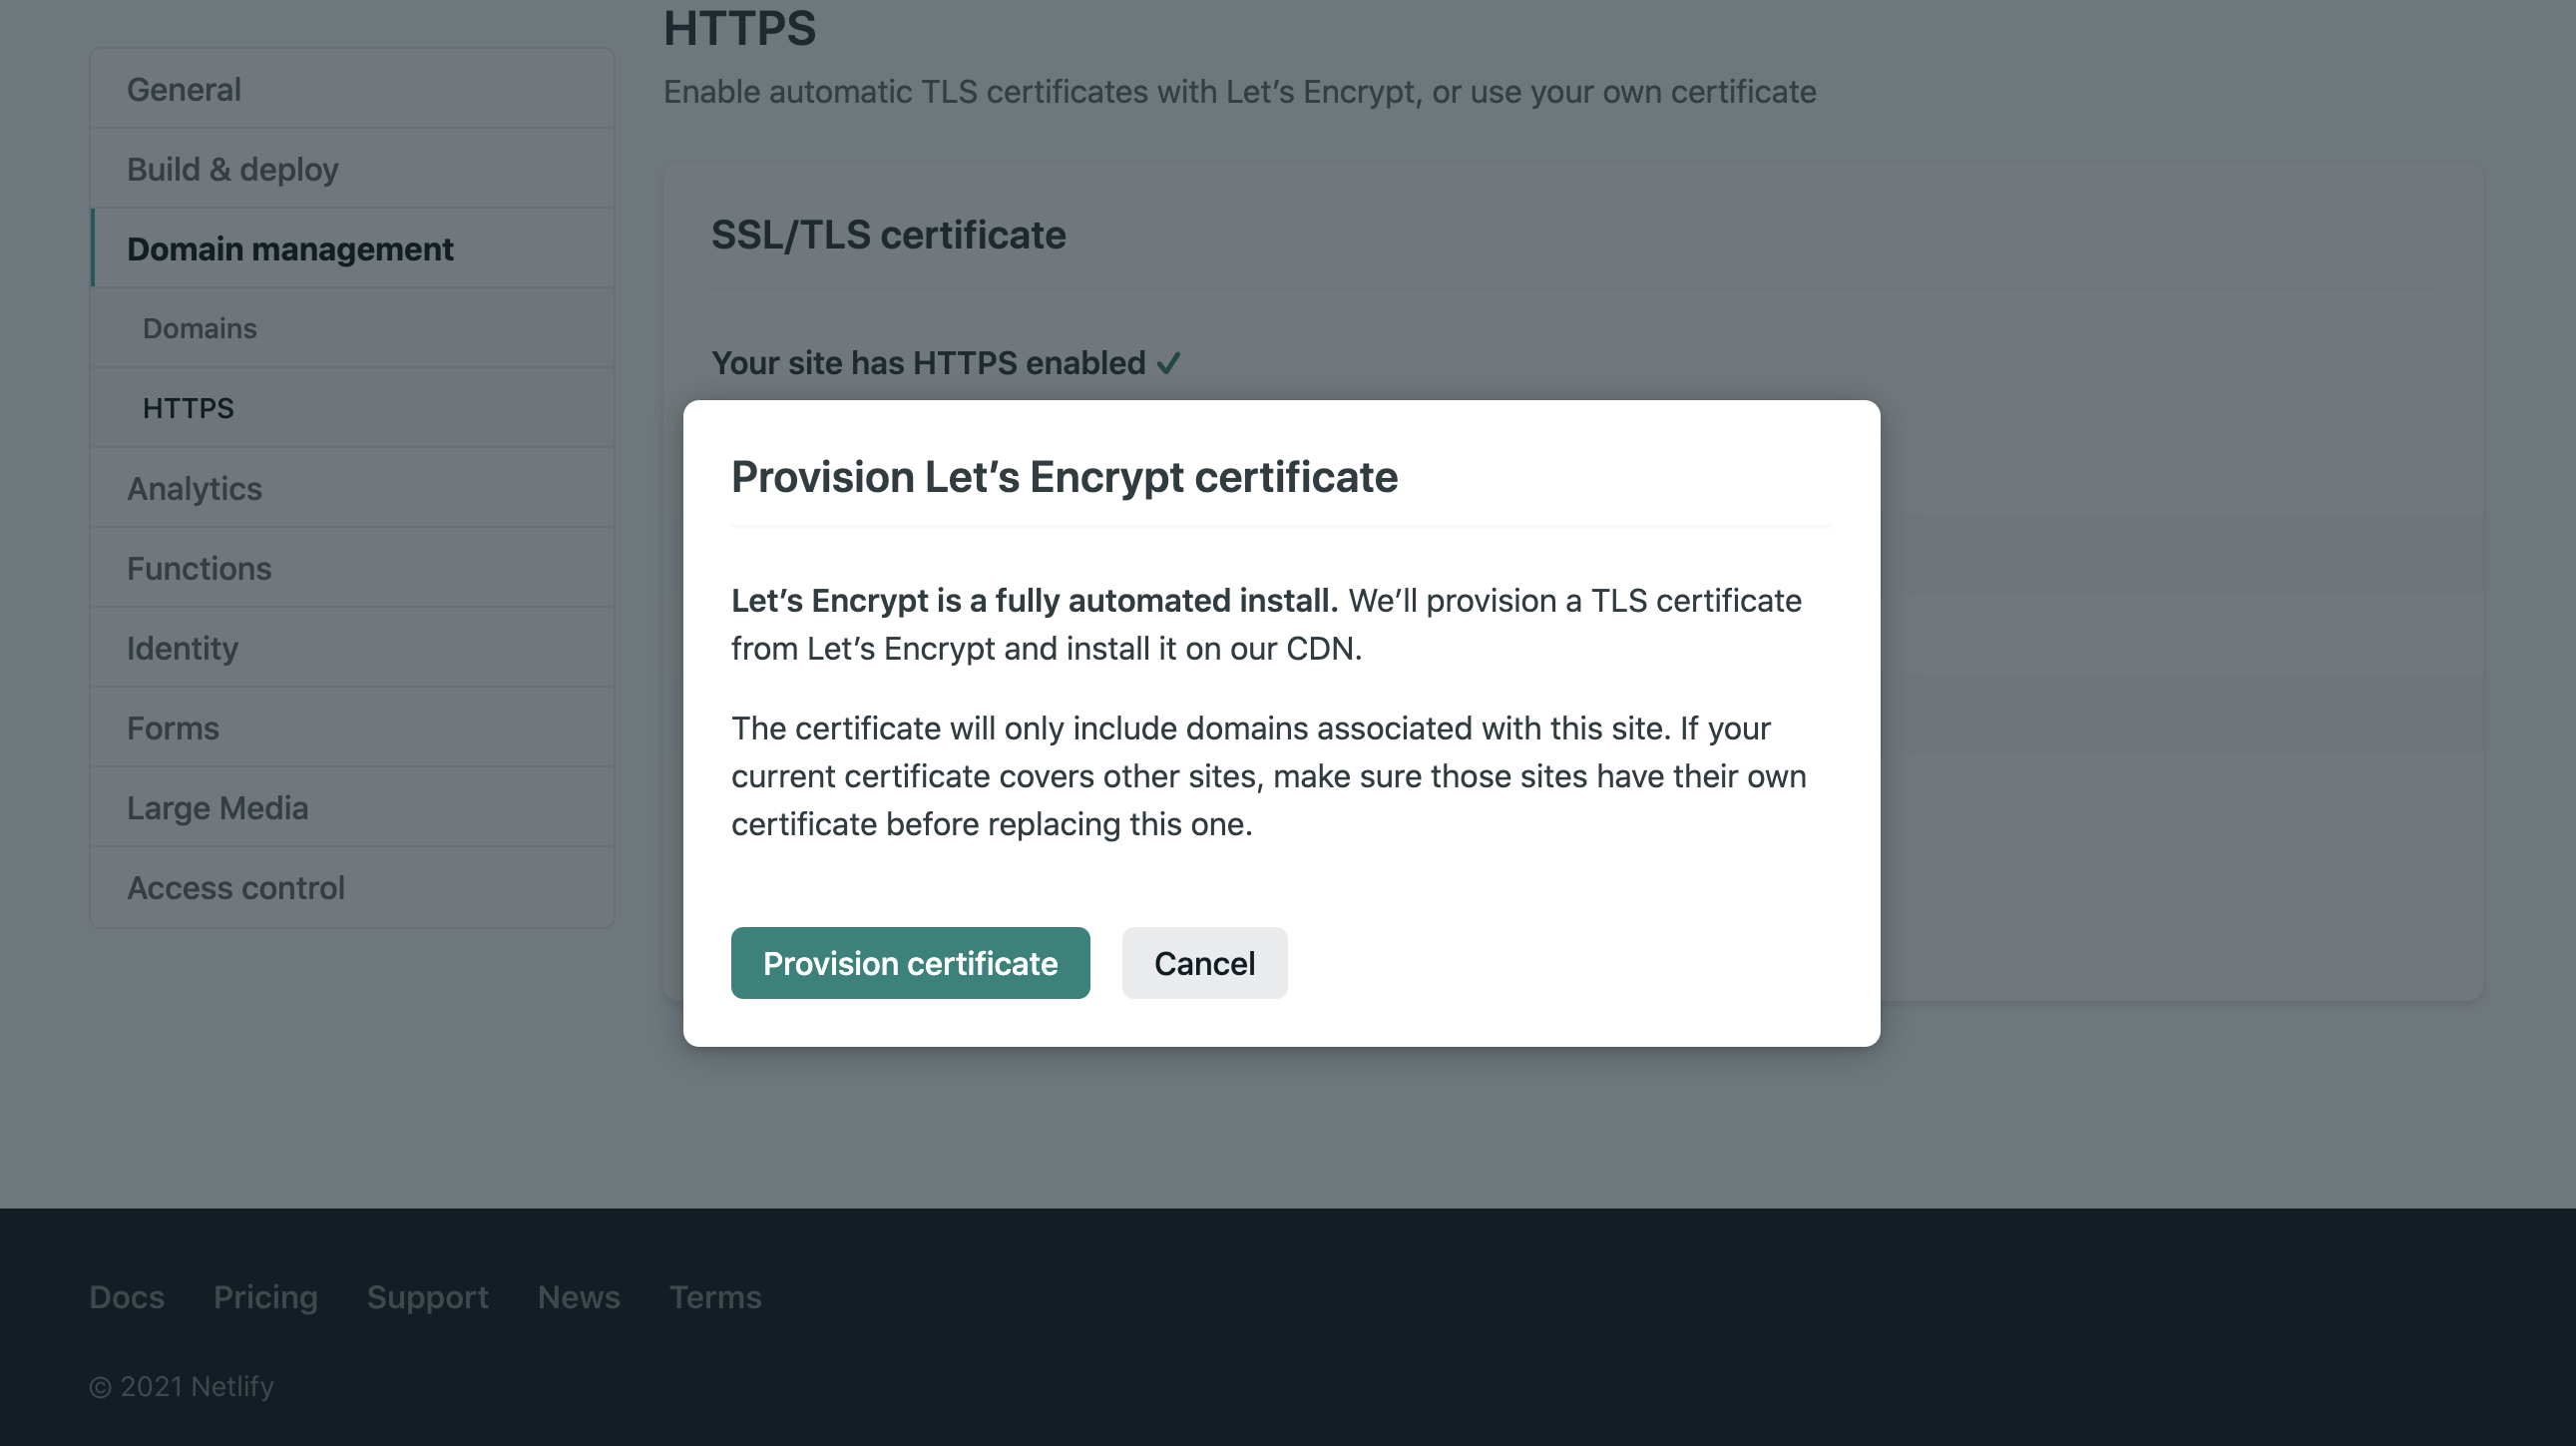 HTTPS
Enable automatic TLS certificates with Let’s Encrypt, or use your own certificate
General
Build & deploy
Domain management
Domains
HTTPS
Analytics
Functions
Identity
Forms
Large Media
Access control
SSL/TLS certificate
Your site has HTTPS enabled ✓
Provision Let’s Encrypt certificate
Let’s Encrypt is a fully automated install. We’ll provision a TLS certificate
from Let’s Encrypt and install it on our CDN.
The certificate will only include domains associated with this site. If your
current certificate covers other sites, make sure those sites have their own
certificate before replacing this one.
Provision certificate
Cancel
Docs Pricing Support News Terms
© 2021 Netlify